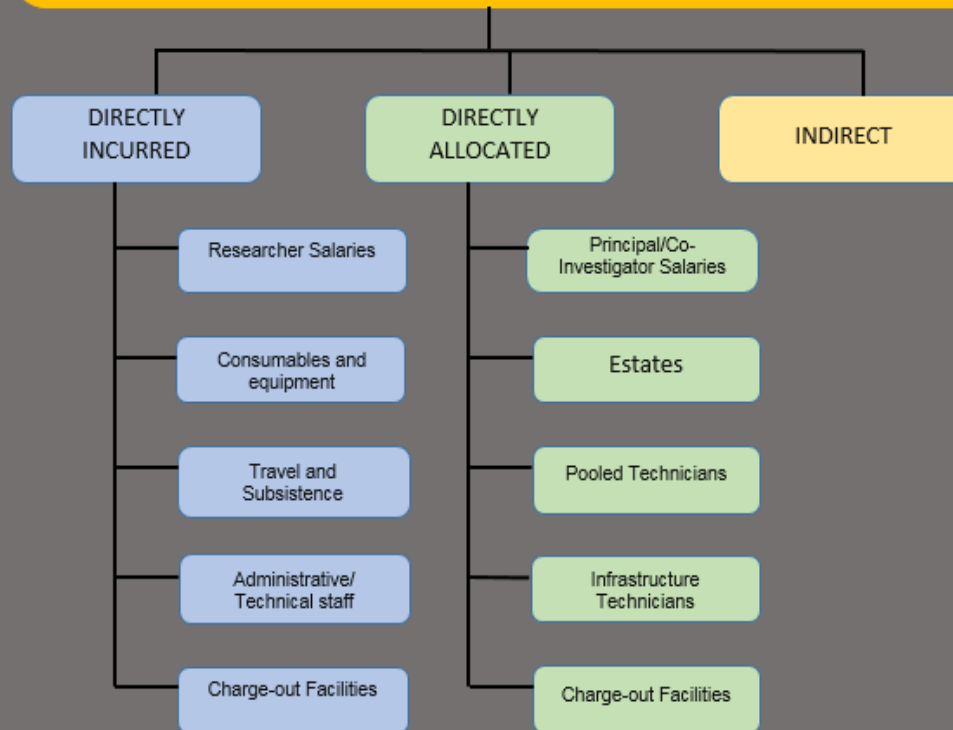 DIRECTLY
INCURRED
DIRECTLY
ALLOCATED
INDIRECT
Researcher Salaries
Consumables and
equipment
Travel and
Subsistence
Administrative/
Technical staff
Charge-out Facilities
Principal/Co-
Investigator Salaries
Estates
Pooled Technicians
Infrastructure
Technicians
Charge-out Facilities